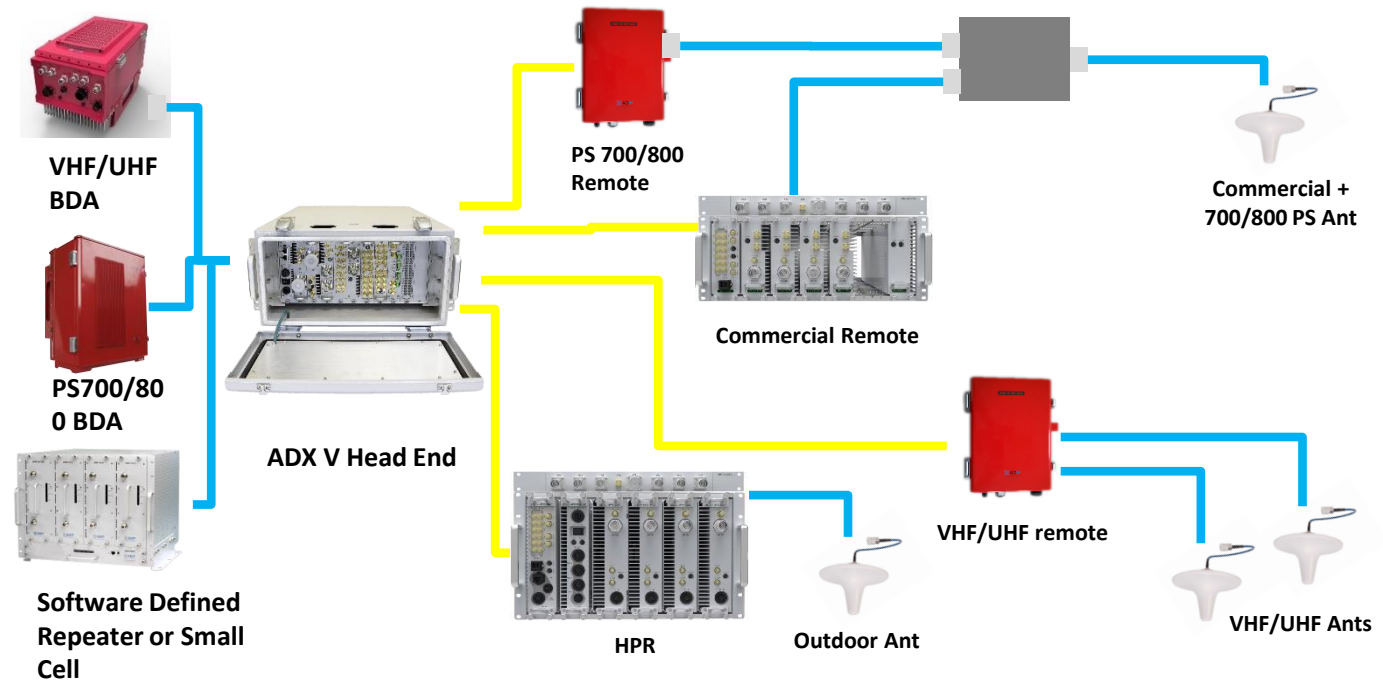 VHF/UHF
BDA
PS700/80
0 BDA
Software Defined
Repeater or Small
Cell
ADX V Head End
PS 700/800
Remote
Commercial Remote
Commercial +
700/800 PS Ant
HPR
Outdoor Ant
VHF/UHF remote
VHF/UHF Ants